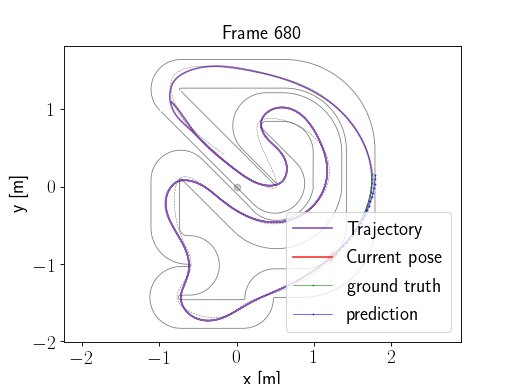 Frame 680
y [m]
1
0
−1
−2
Trajectory
Current pose
ground truth
prediction
−2 −1 0 1 2
x [m]